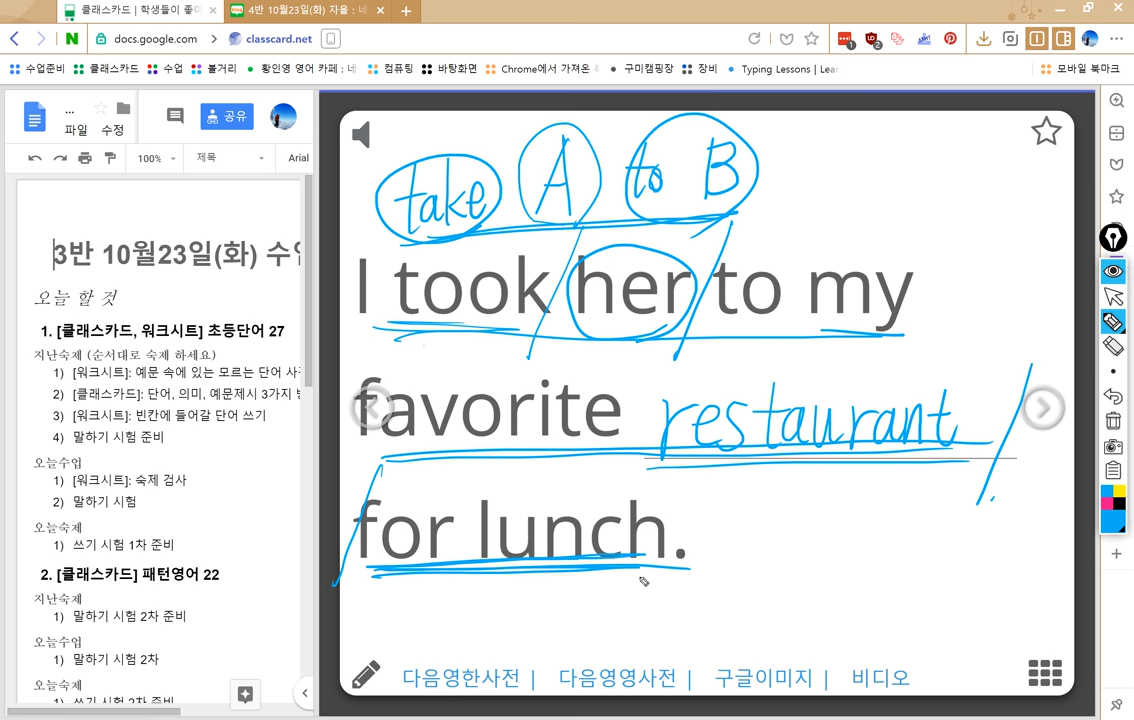 클래스카드 | 학생들이 좋아
4반 10월23일(화) 자율 : 네
docs.google.com
classcard.net
수업준비
클래스카드
수업
볼거리
황인영 영어 카페 : 네
컴퓨팅
바탕화면
Chrome에서 가져온
구미캠핑장
장비
Typing Lessons | Lear
모바일 북마크
...
파일
수정
공유
100%
제목
Arial
3반 10월23일(화) 수업
오늘 할 것
1. [클래스카드, 워크시트] 초등단어 27
지난숙제 (순서대로 숙제 하세요)
1) [워크시트]: 예문 속에 있는 모르는 단어 사전
2) [클래스카드]: 단어, 의미, 예문제시 3가지
3) [워크시트]: 빈칸에 들어갈 단어 쓰기
4) 말하기 시험 준비
오늘수업
1) [워크시트]: 숙제 검사
2) 말하기 시험
오늘숙제
1) 쓰기 시험 1차 준비
2. [클래스카드] 패턴영어 22
지난숙제
1) 말하기 시험 2차 준비
오늘수업
1) 말하기 시험 2차
오늘숙제
1) 쓰기 시험 2차 준비
take A to B
I took her to my
favorite restaurant
for lunch.
다음영한사전 | 다음영영사전 | 구글이미지 | 비디오